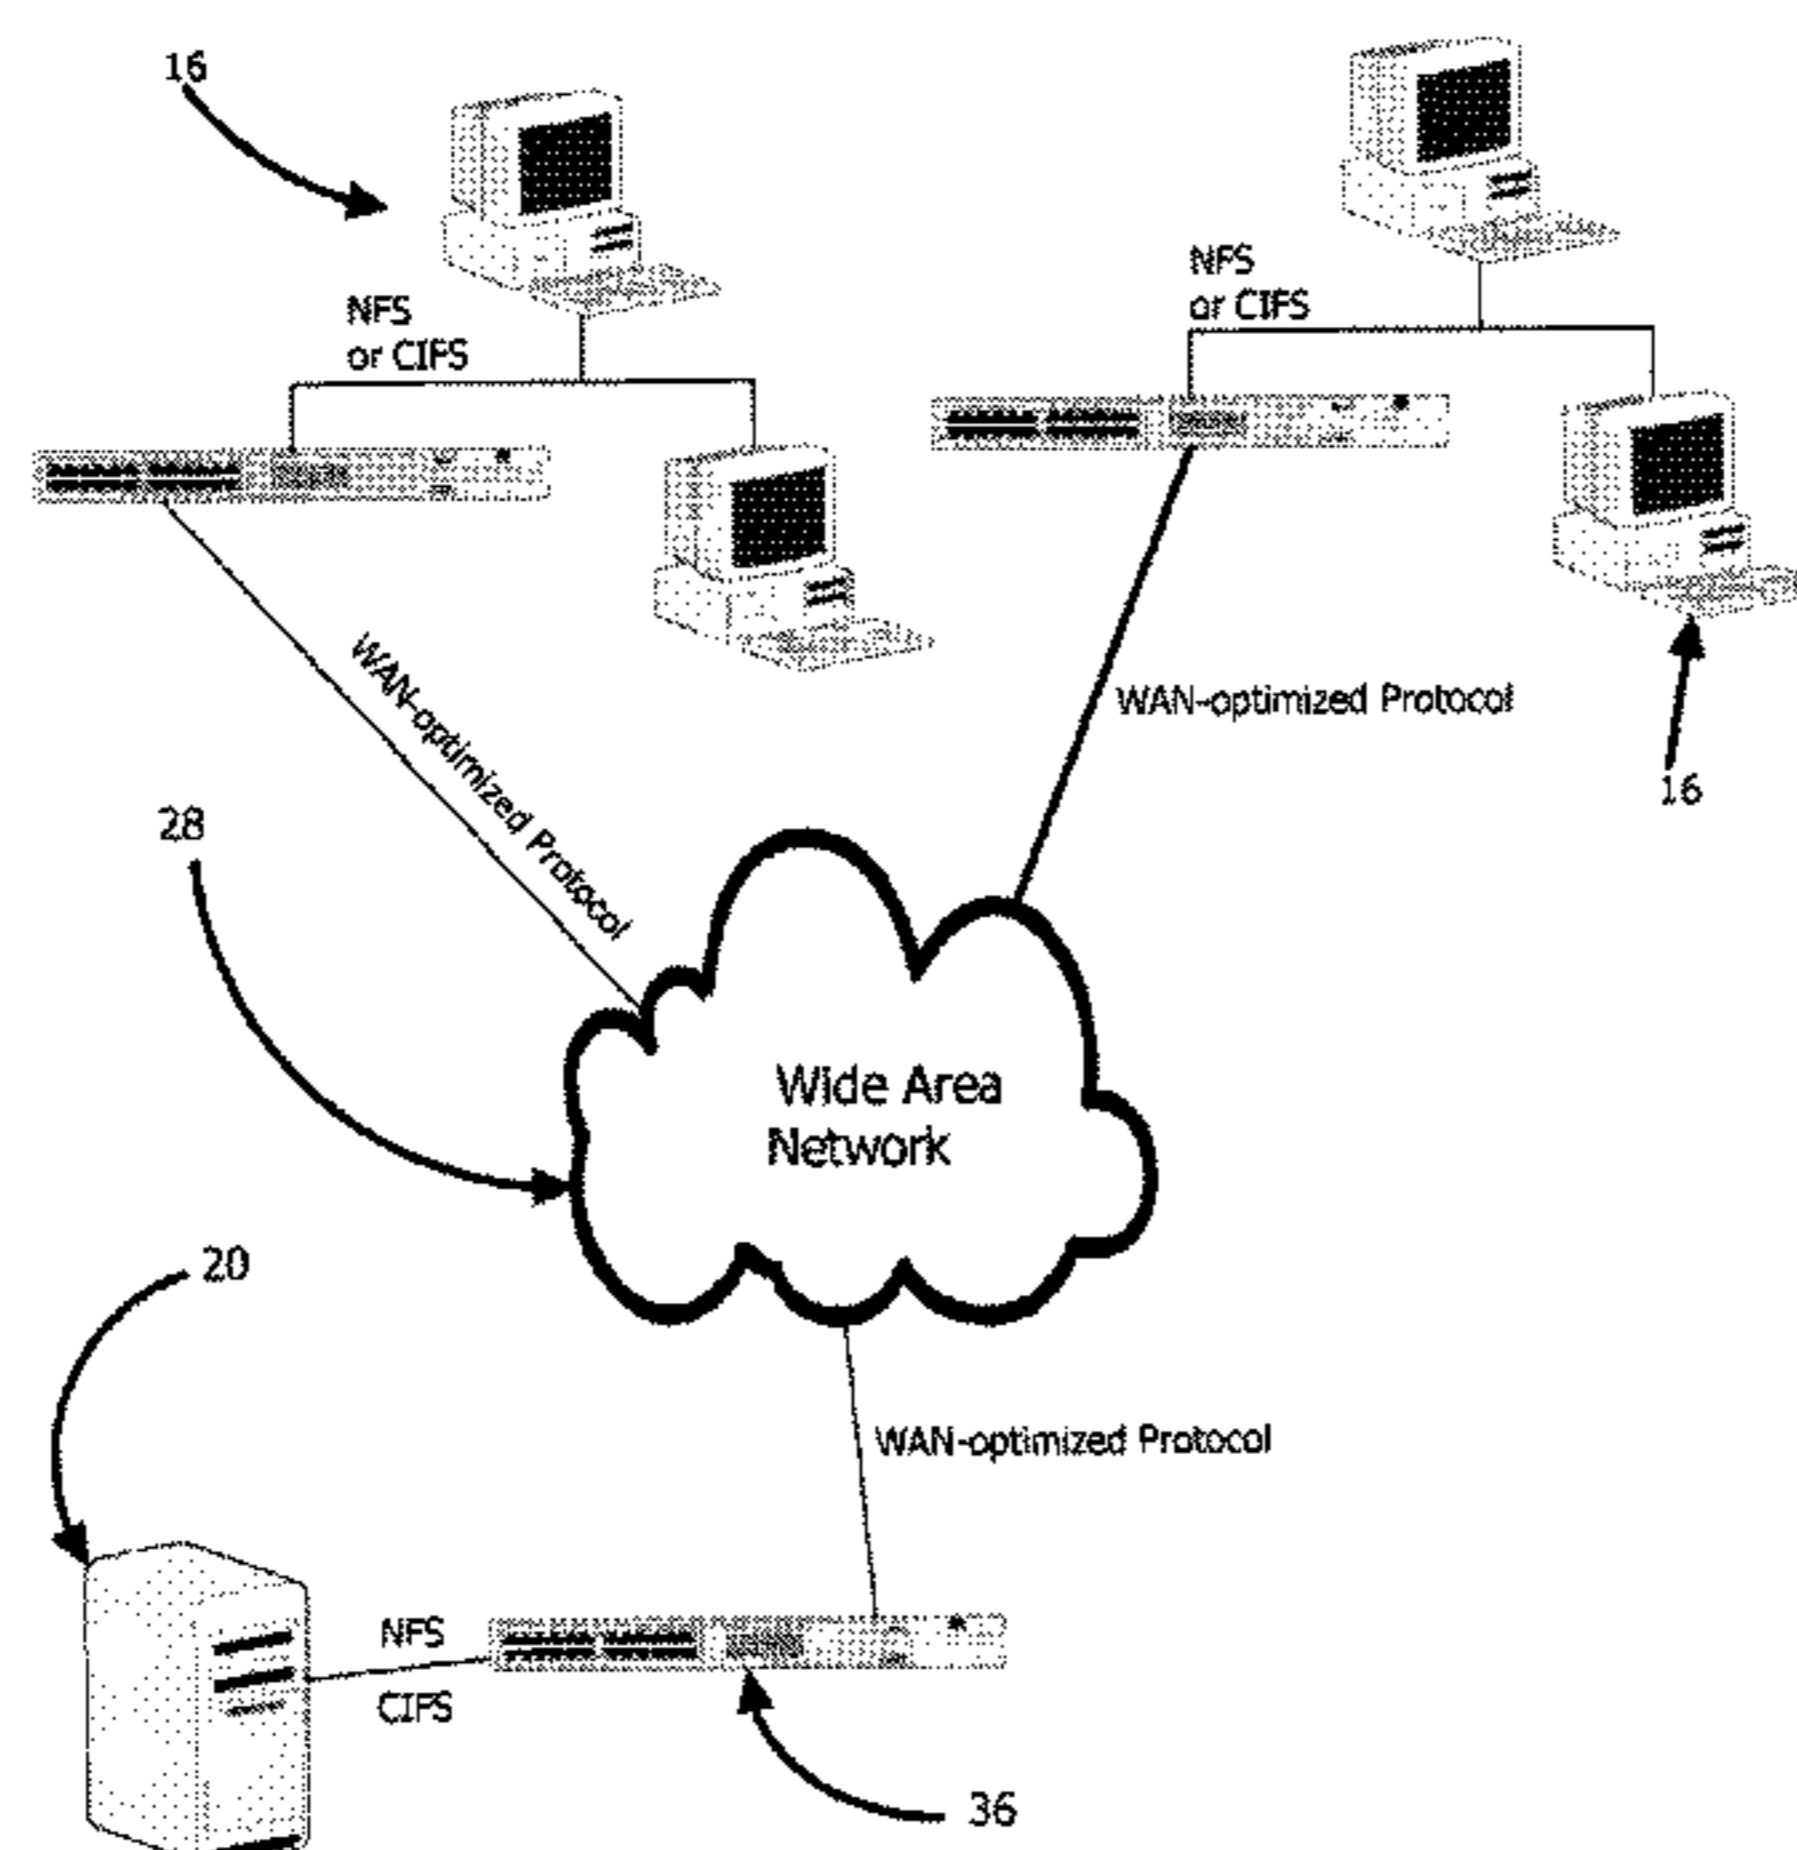 16
NFS
or CIFS
NFS
or CIFS
WAN-optimized Protocol
WAN-optimized Protocol
16
28
Wide Area
Network
20
WAN-optimized Protocol
NFS
CIFS
36